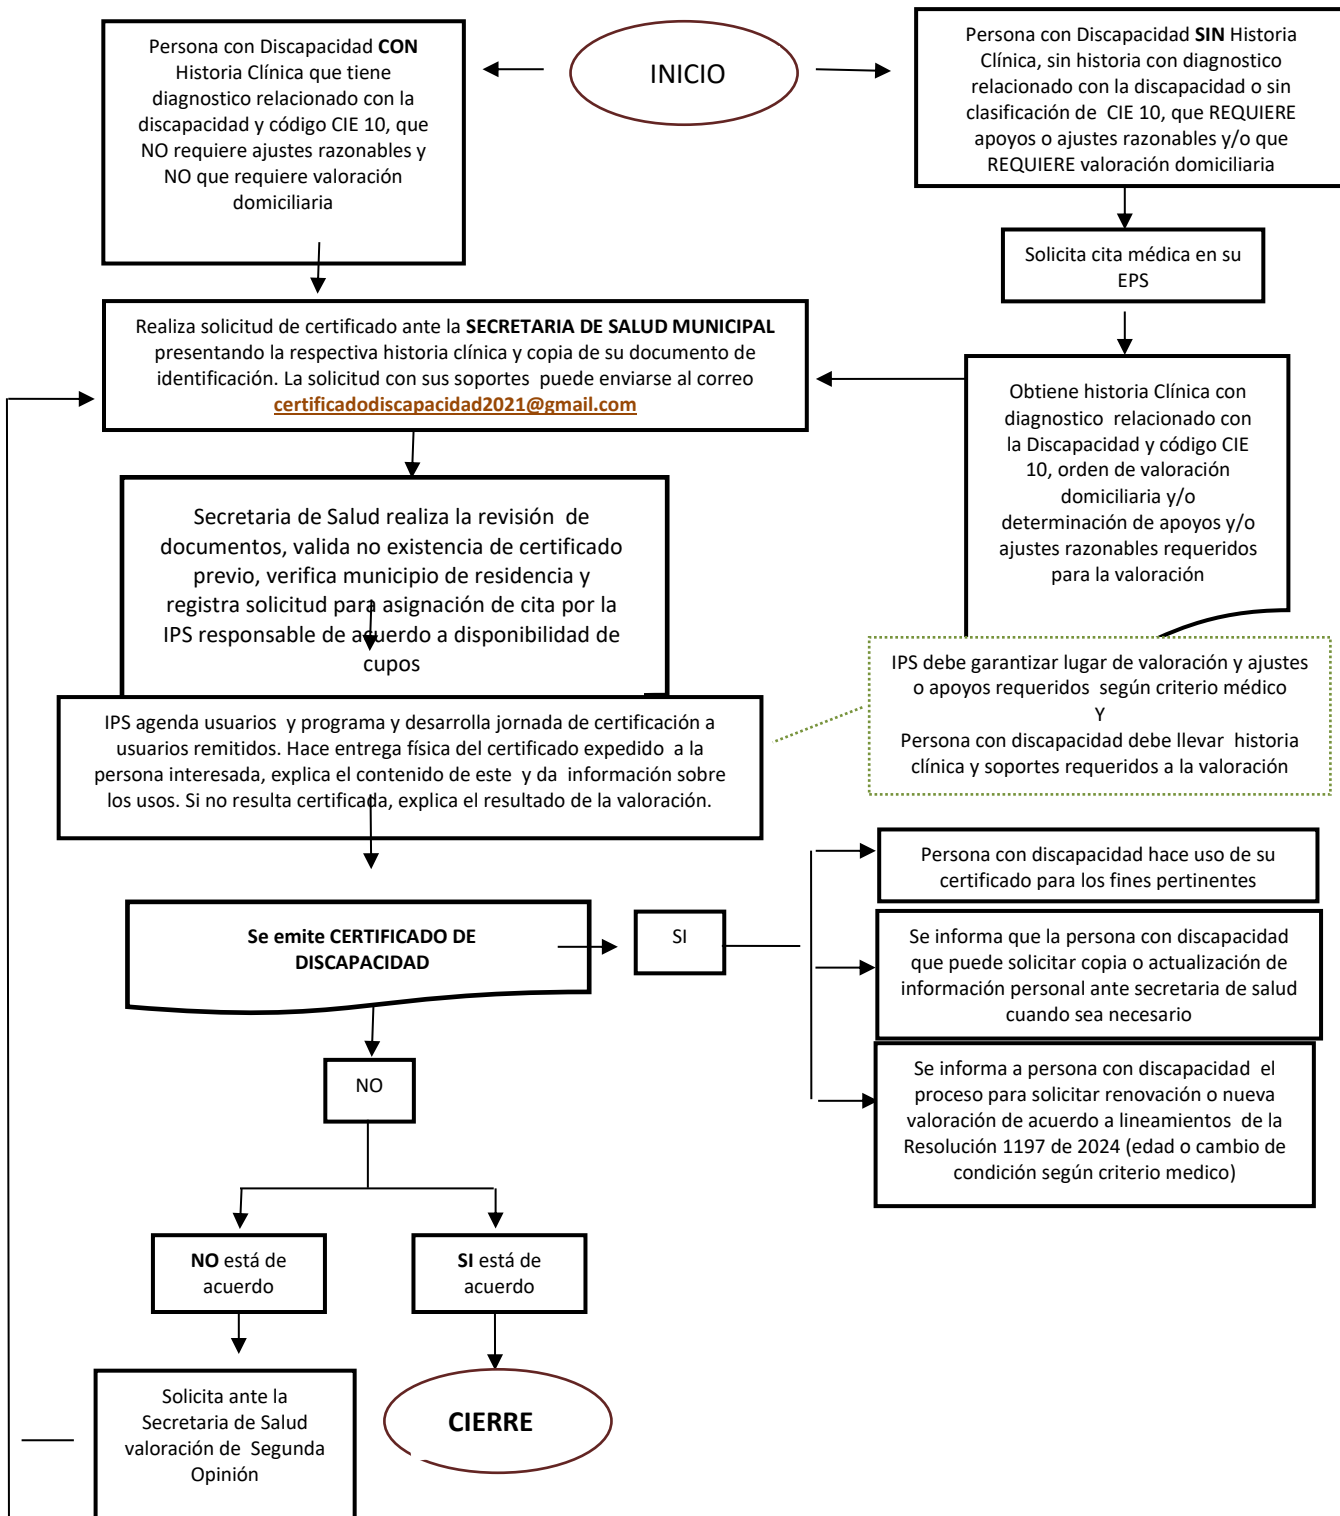 INICIO
Persona con Discapacidad CON
Historia Clínica que tiene
diagnostico relacionado con la
discapacidad y código CIE 10, que
NO requiere ajustes razonables y
NO que requiere valoración
domiciliaria
Persona con Discapacidad SIN Historia
Clínica, sin historia con diagnostico
relacionado con la discapacidad o sin
clasificación de CIE 10, que REQUIERE
apoyos o ajustes razonables y/o que
REQUIERE valoración domiciliaria
Solicita cita médica en su
EPS
Realiza solicitud de certificado ante la SECRETARIA DE SALUD MUNICIPAL
presentando la respectiva historia clínica y copia de su documento de
identificación. La solicitud con sus soportes puede enviarse al correo
certificadodiscapacidad2021@gmail.com
Obtiene historia Clínica con
diagnostico relacionado con
la Discapacidad y código CIE
10, orden de valoración
domiciliaria y/o
determinación de apoyos y/o
ajustes razonables requeridos
para la valoración
Secretaria de Salud realiza la revisión de
documentos, valida no existencia de certificado
previo, verifica municipio de residencia y
registra solicitud para asignación de cita por la
IPS responsable de acuerdo a disponibilidad de
cupos
IPS debe garantizar lugar de valoración y ajustes
o apoyos requeridos según criterio médico
Y
Persona con discapacidad debe llevar historia
clínica y soportes requeridos a la valoración
IPS agenda usuarios y programa y desarrolla jornada de certificación a
usuarios remitidos. Hace entrega física del certificado expedido a la
persona interesada, explica el contenido de este y da información sobre
los usos. Si no resulta certificada, explica el resultado de la valoración.
Se emite CERTIFICADO DE
DISCAPACIDAD
SI
Persona con discapacidad hace uso de su
certificado para los fines pertinentes
Se informa que la persona con discapacidad
que puede solicitar copia o actualización de
información personal ante secretaria de salud
cuando sea necesario
Se informa a persona con discapacidad el
proceso para solicitar renovación o nueva
valoración de acuerdo a lineamientos de la
Resolución 1197 de 2024 (edad o cambio de
condición según criterio medico)
NO
NO está de
acuerdo
SI está de
acuerdo
Solicita ante la
Secretaria de Salud
valoración de Segunda
Opinión
CIERRE